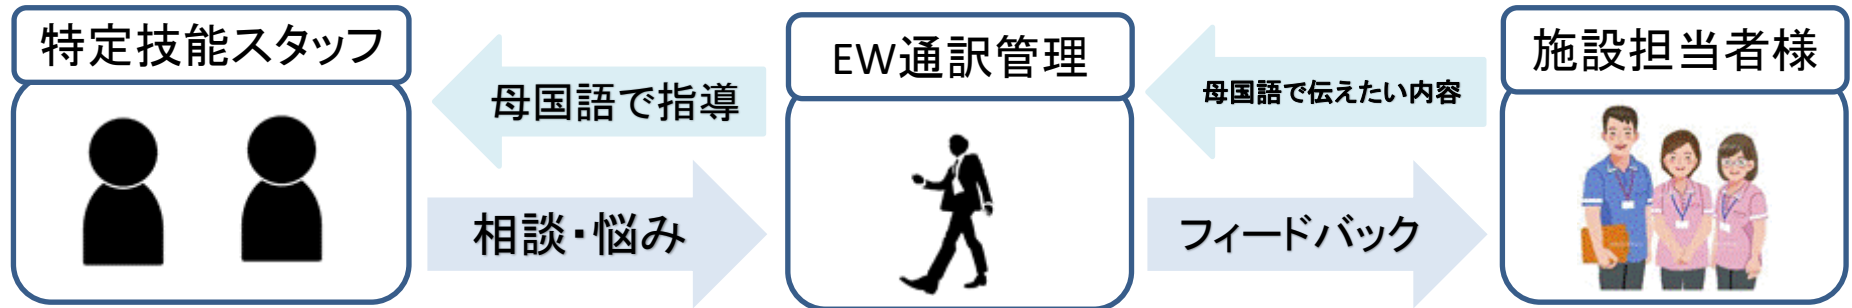 特定技能スタッフ
母国語で指導
相談・悩み
EW通訳管理
母国語で伝えたい内容
フィードバック
施設担当者様